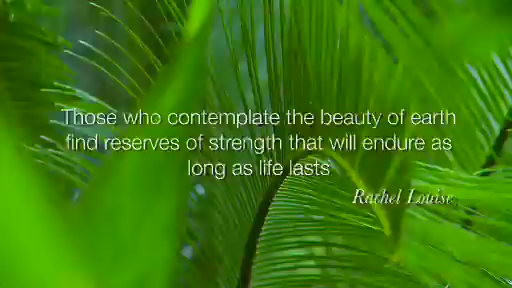 Those who contemplate the beauty of earth
find reserves of strength that will endure as
long as life lasts
Rachel Louise